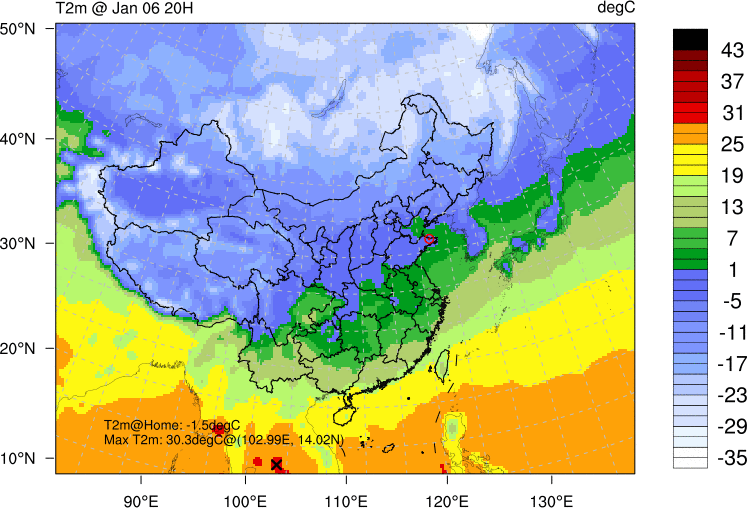 T2m @ Jan 06 20H
degC
50°N
40°N
30°N
20°N
10°N
90°E
100°E
110°E
120°E
130°E
T2m@Home: -1.5degC
Max T2m: 30.3degC@(102.99E, 14.02N)
43
37
31
25
19
13
7
1
-5
-11
-17
-23
-29
-35